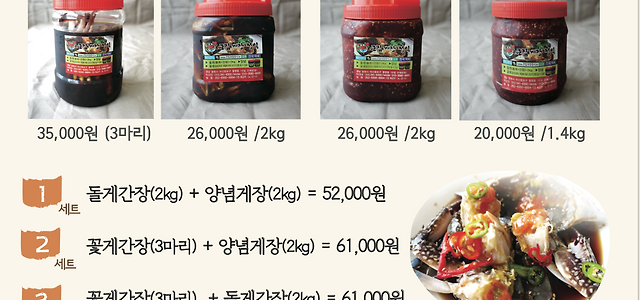 35,000원 (3마리)
26,000원 /2kg
26,000원 /2kg
20,000원 /1.4kg
1
세트
돌게간장(2kg) + 양념게장(2kg) = 52,000원
2
세트
꽃게간장(3마리) + 양념게장(2kg) = 61,000원
3
꽃게간장(3마리) + 돌게간장(2kg) = 61,000원